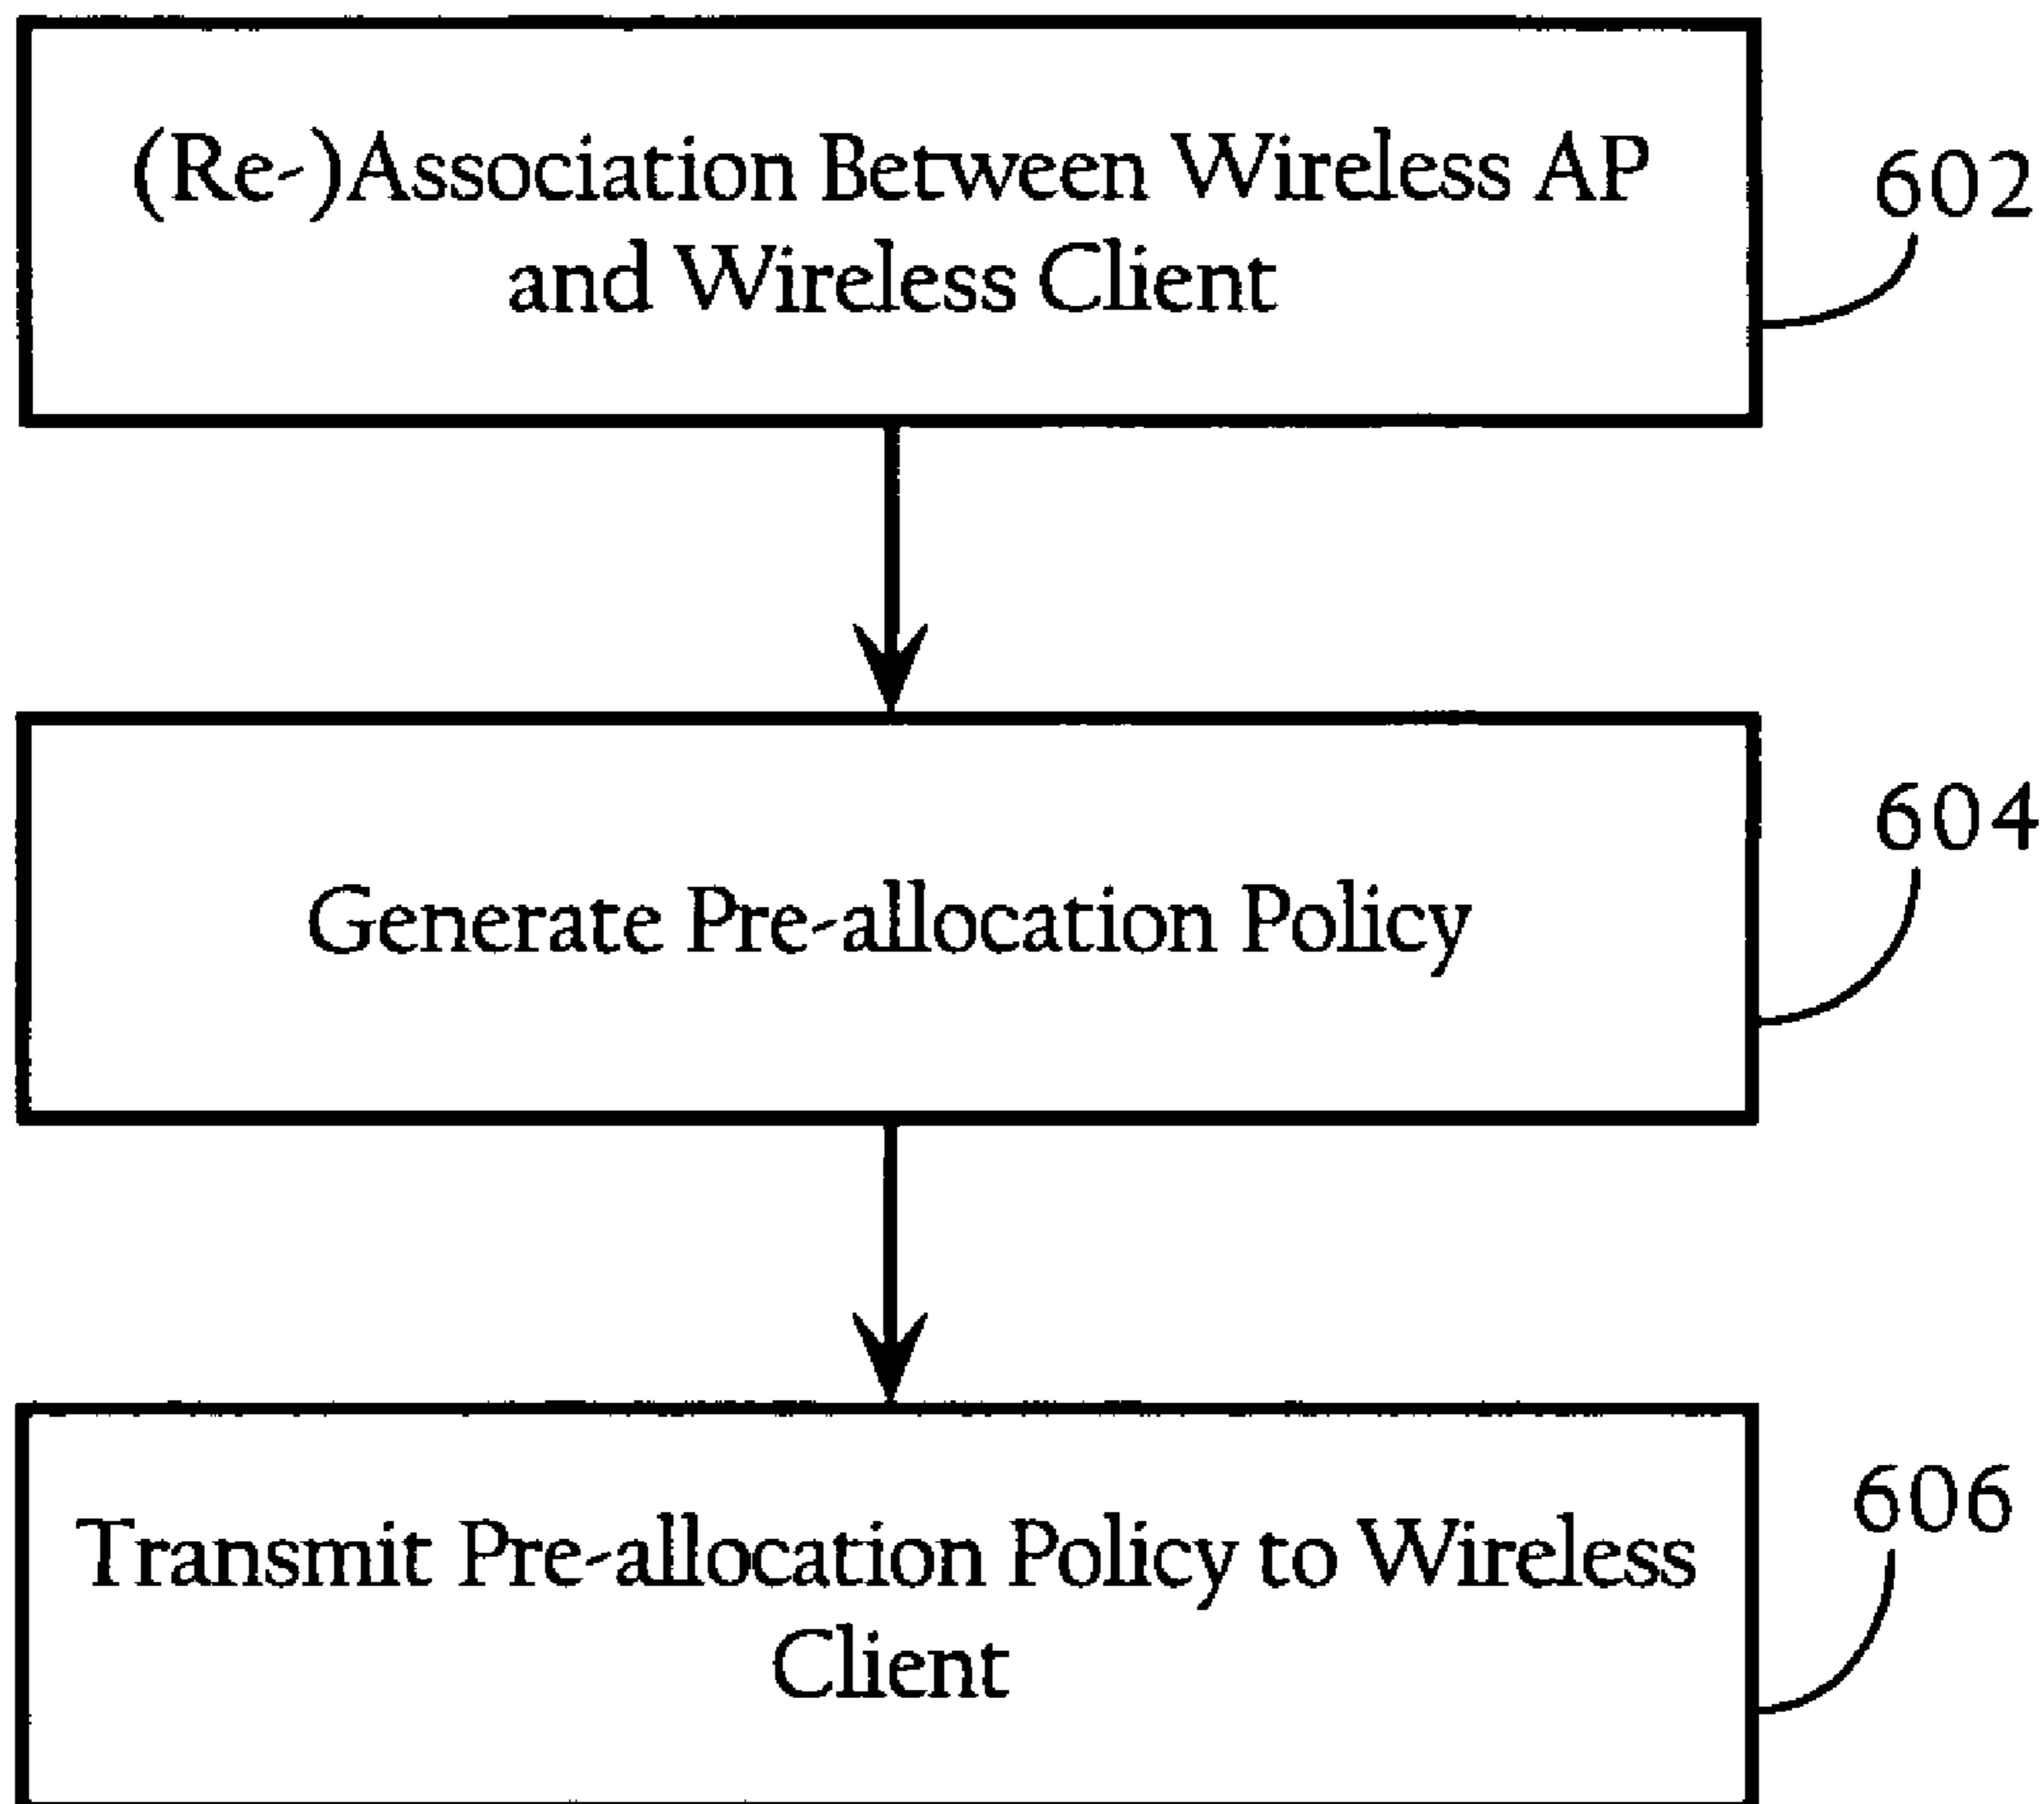 (Re-)Association Between Wireless AP
and Wireless Client
602
Generate Pre-allocation Policy
604
Transmit Pre-allocation Policy to Wireless
Client
606